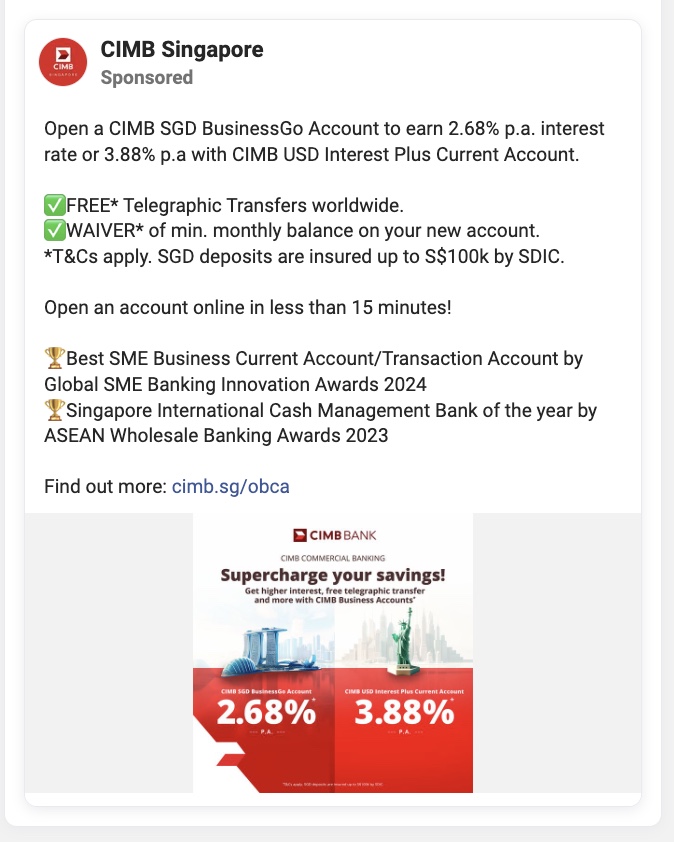 CIMB
SINGAPORE
CIMB Singapore
Sponsored
Open a CIMB SGD BusinessGo Account to earn 2.68% p.a. interest
rate or 3.88% p.a with CIMB USD Interest Plus Current Account.
✅FREE* Telegraphic Transfers worldwide.
✅WAIVER* of min. monthly balance on your new account.
*T&Cs apply. SGD deposits are insured up to S$100k by SDIC.
Open an account online in less than 15 minutes!
🏆Best SME Business Current Account/Transaction Account by
Global SME Banking Innovation Awards 2024
🏆Singapore International Cash Management Bank of the year by
ASEAN Wholesale Banking Awards 2023
Find out more: cimb.sg/obca
CIMB BANK
CIMB COMMERCIAL BANKING
Supercharge your savings!
Get higher interest, free telegraphic transfer
and more with CIMB Business Accounts*
CIMB SGD BusinessGo Account
2.68%*
P.A.
CIMB USD Interest Plus Current Account
3.88%*
P.A.